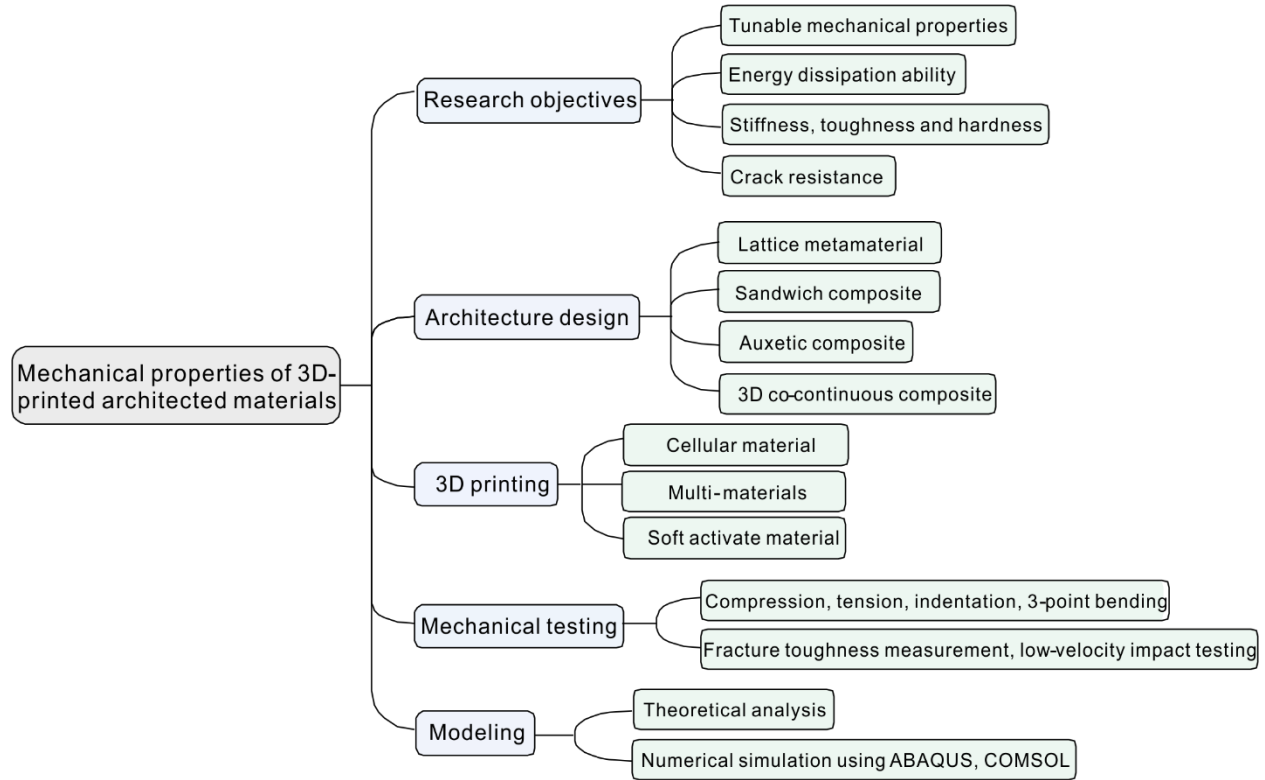 Mechanical properties of 3D-
printed architected materials
Research objectives
Tunable mechanical properties
Energy dissipation ability
Stiffness, toughness and hardness
Crack resistance
Architecture design
Lattice metamaterial
Sandwich composite
Auxetic composite
3D co-continuous composite
3D printing
Cellular material
Multi-materials
Soft activate material
Mechanical testing
Compression, tension, indentation, 3-point bending
Fracture toughness measurement, low-velocity impact testing
Modeling
Theoretical analysis
Numerical simulation using ABAQUS, COMSOL